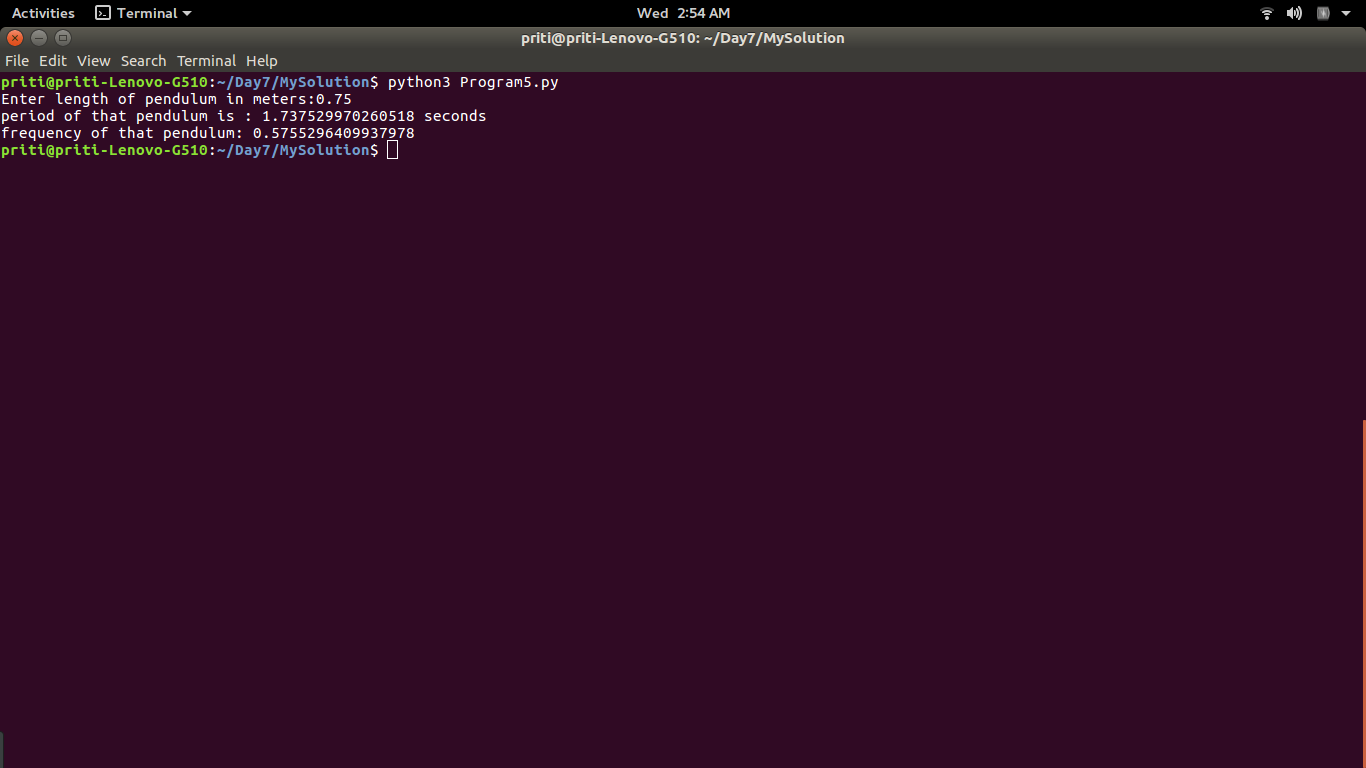 Activities Terminal Wed 2:54 AM
priti@priti-Lenovo-G510: ~/Day7/MySolution
File Edit View Search Terminal Help
priti@priti-Lenovo-G510:~/Day7/MySolution$ python3 Program5.py
Enter length of pendulum in meters:0.75
period of that pendulum is : 1.737529970260518 seconds
frequency of that pendulum: 0.5755296409937978
priti@priti-Lenovo-G510:~/Day7/MySolution$